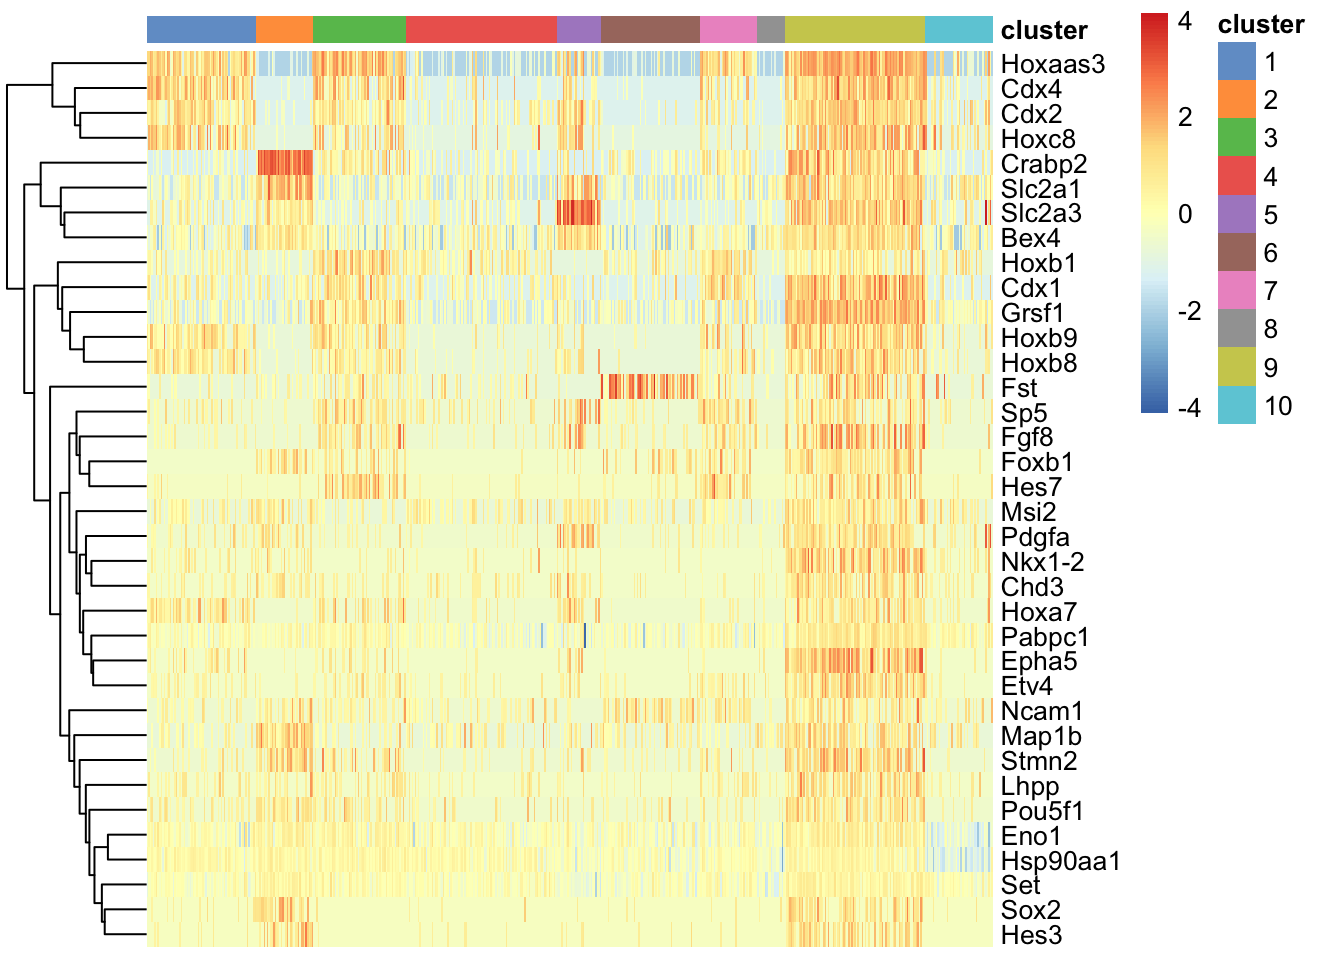 cluster
Hoxaas3
Cdx4
Cdx2
Hoxc8
Crabp2
Slc2a1
Slc2a3
Bex4
Hoxb1
Cdx1
Grsf1
Hoxb9
Hoxb8
Fst
Sp5
Fgf8
Foxb1
Hes7
Msi2
Pdgfa
Nkx1-2
Chd3
Hoxa7
Pabpc1
Epha5
Etv4
Ncam1
Map1b
Stmn2
Lhpp
Pou5f1
Eno1
Hsp90aa1
Set
Sox2
Hes3
4
2
0
-2
-4
cluster
1
2
3
4
5
6
7
8
9
10